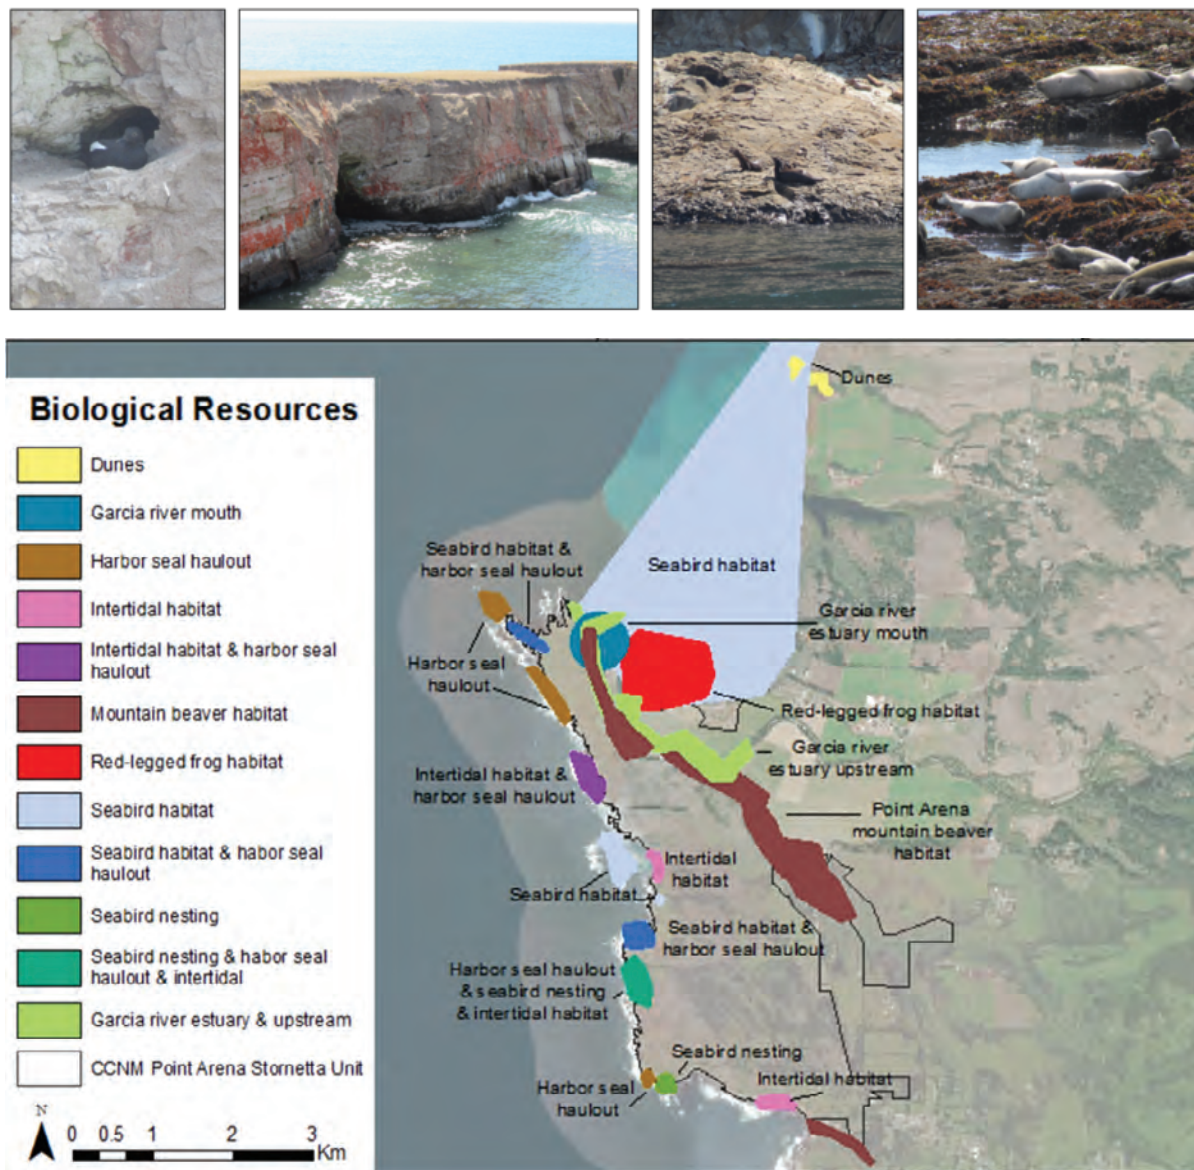 Biological Resources
Dunes
Garcia river mouth
Harbor seal haulout
Intertidal habitat
Intertidal habitat & harbor seal
haulout
Mountain beaver habitat
Red-legged frog habitat
Seabird habitat
Seabird habitat & habor seal
haulout
Seabird nesting
Seabird nesting & habor seal
haulout & intertidal
Garcia river estuary & upstream
CCNM Point Arena Stornetta Unit
N
0 0.5 1 2 3
Km
Dunes
Seabird habitat &
harbor seal haulout
Seabird habitat
Garcia river
estuary mouth
Harbor seal
haulout
Red-legged frog habitat
Garcia river
estuary upstream
Intertidal habitat &
harbor seal haulout
Point Arena
mountain beaver
habitat
Intertidal
habitat
Seabird habitat
Seabird habitat &
harbor seal haulout
Harbor seal haulout
& seabird nesting
& intertidal habitat
Seabird nesting
Intertidal habitat
Harbor seal
haulout